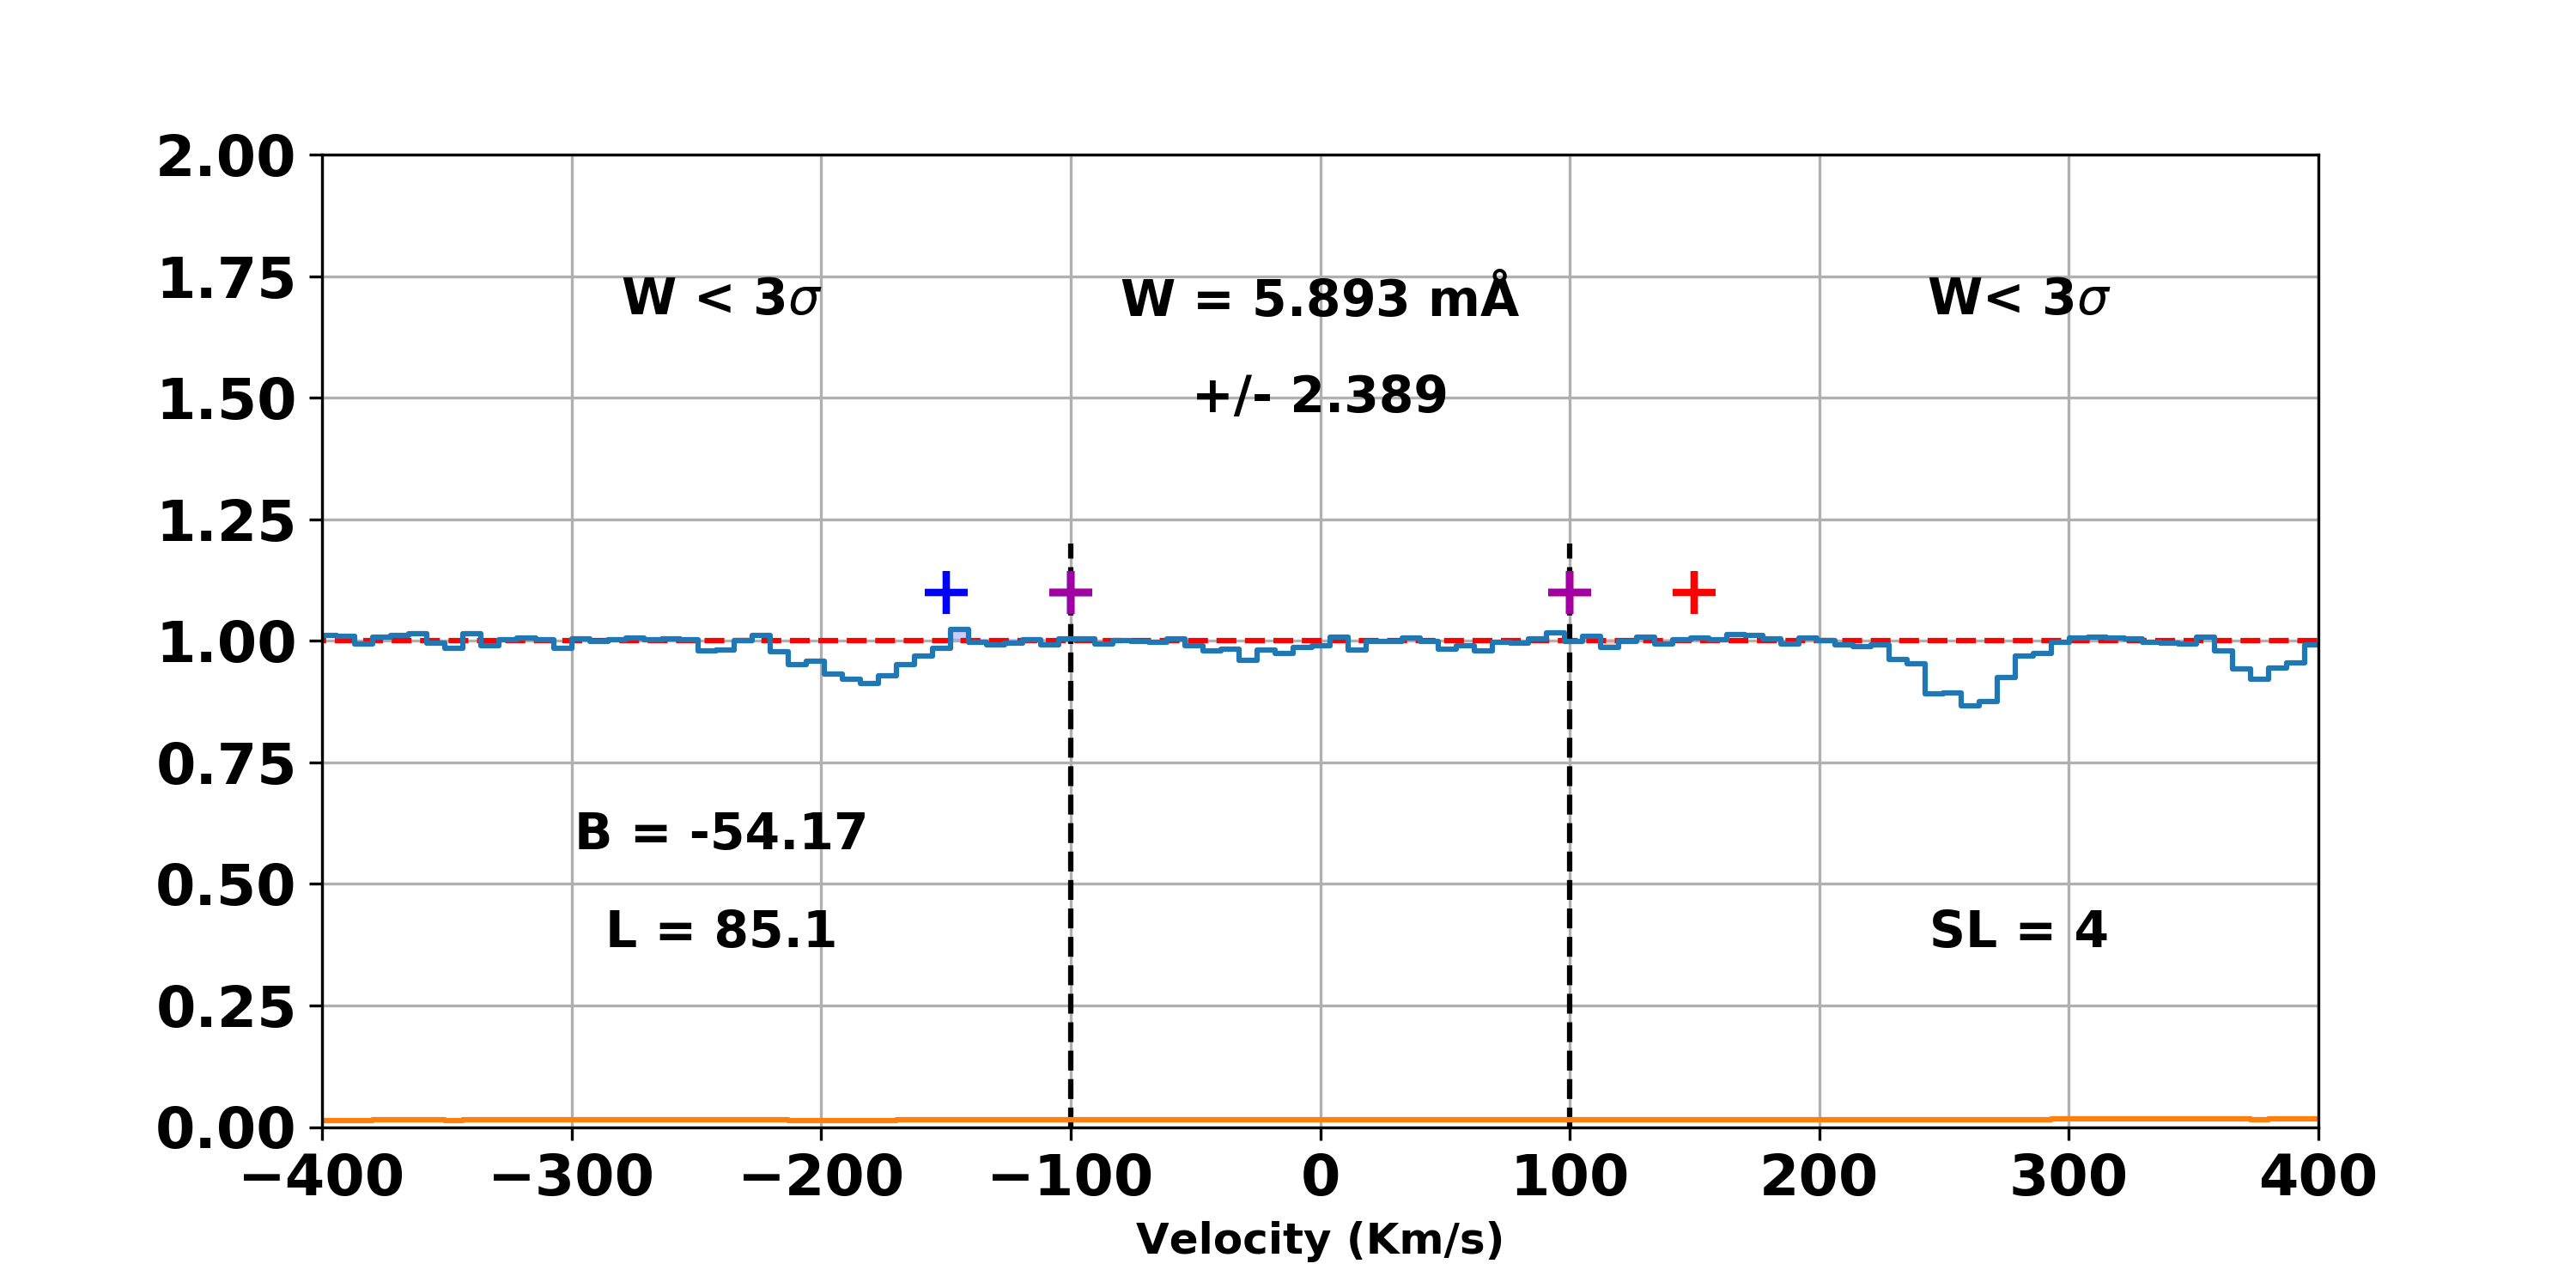 2.00
1.75
W < 3σ
W = 5.893 mÅ
W< 3σ
1.50
+/- 2.389
1.25
1.00
0.75
B = -54.17
0.50
L = 85.1
SL = 4
0.25
0.00
−400 −300 −200 −100 0 100 200 300 400
Velocity (Km/s)